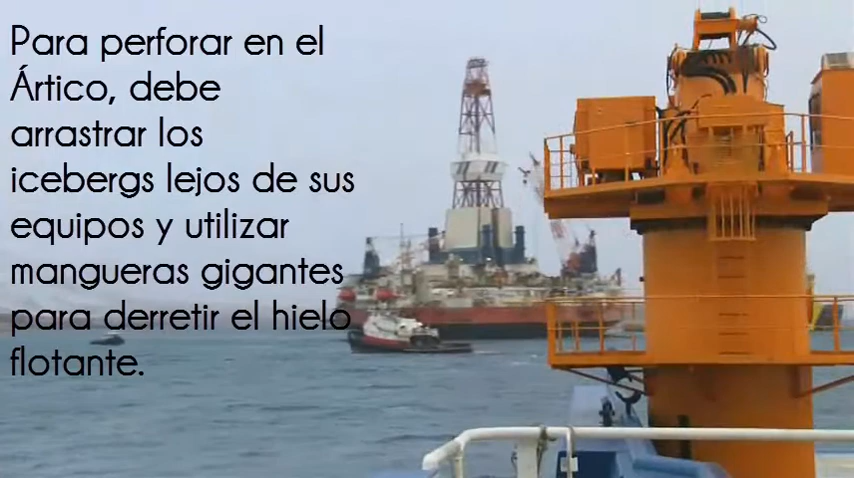 Para perforar en el
Ártico, debe
arrastrar los
icebergs lejos de sus
equipos y utilizar
mangueras gigantes
para derretir el hielo
flotante.